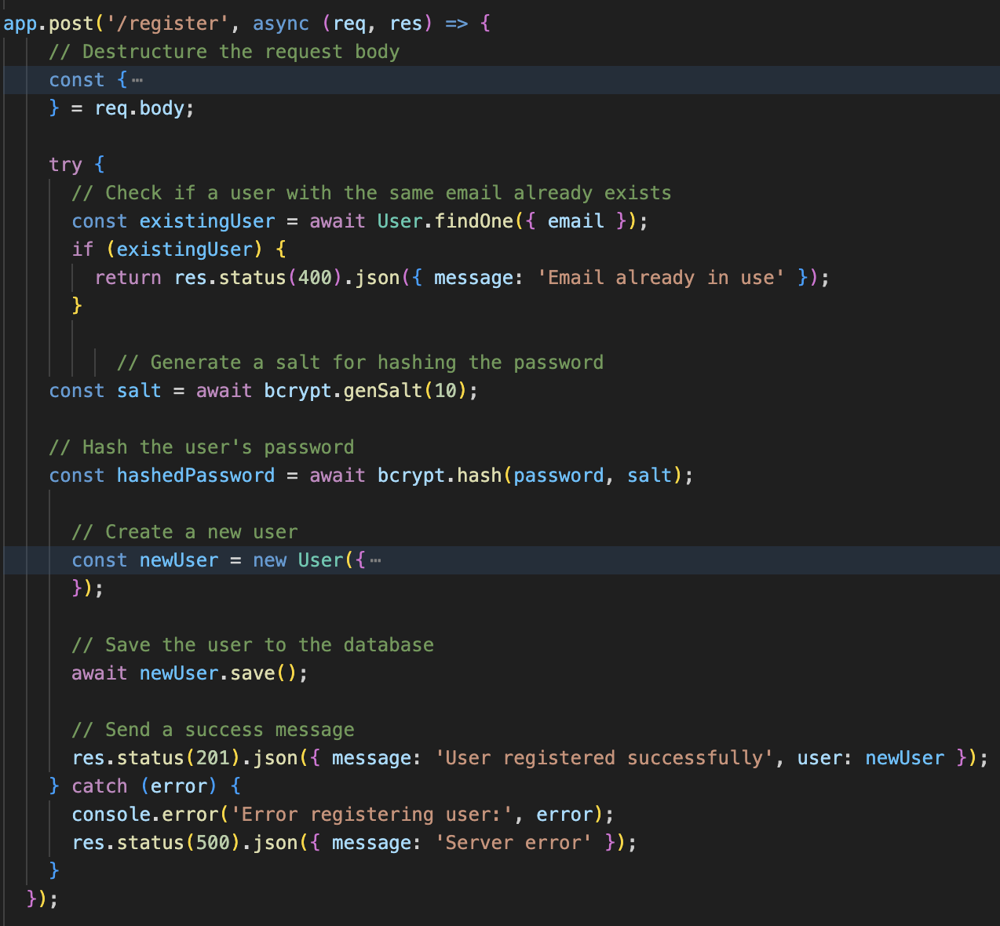 app.post('/register', async (req, res) => {
// Destructure the request body
const {⋯
} = req.body;
try {
// Check if a user with the same email already exists
const existingUser = await User.findOne({ email });
if (existingUser) {
return res.status(400).json({ message: 'Email already in use' });
}
// Generate a salt for hashing the password
const salt = await bcrypt.genSalt(10);
// Hash the user's password
const hashedPassword = await bcrypt.hash(password, salt);
// Create a new user
const newUser = new User({⋯
});
// Save the user to the database
await newUser.save();
// Send a success message
res.status(201).json({ message: 'User registered successfully', user: newUser });
} catch (error) {
console.error('Error registering user:', error);
res.status(500).json({ message: 'Server error' });
}
});